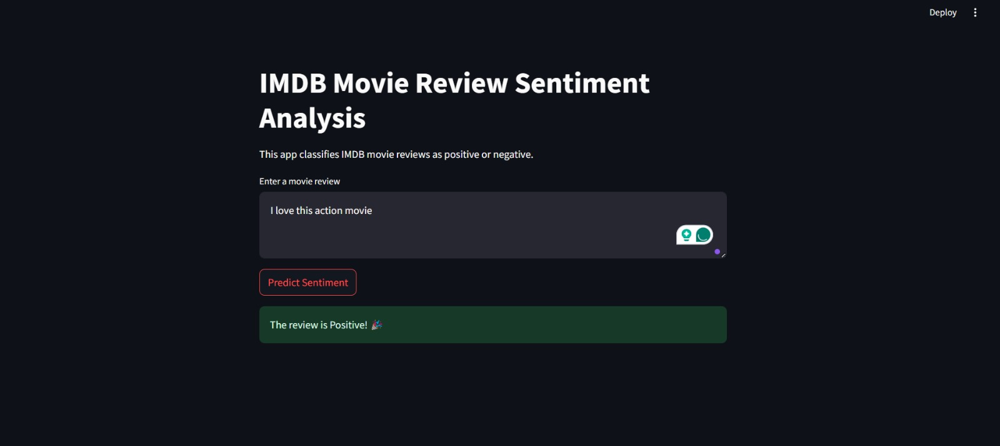 Deploy
IMDB Movie Review Sentiment
Analysis
This app classifies IMDB movie reviews as positive or negative.
Enter a movie review
I love this action movie
Predict Sentiment
The review is Positive! 🎉